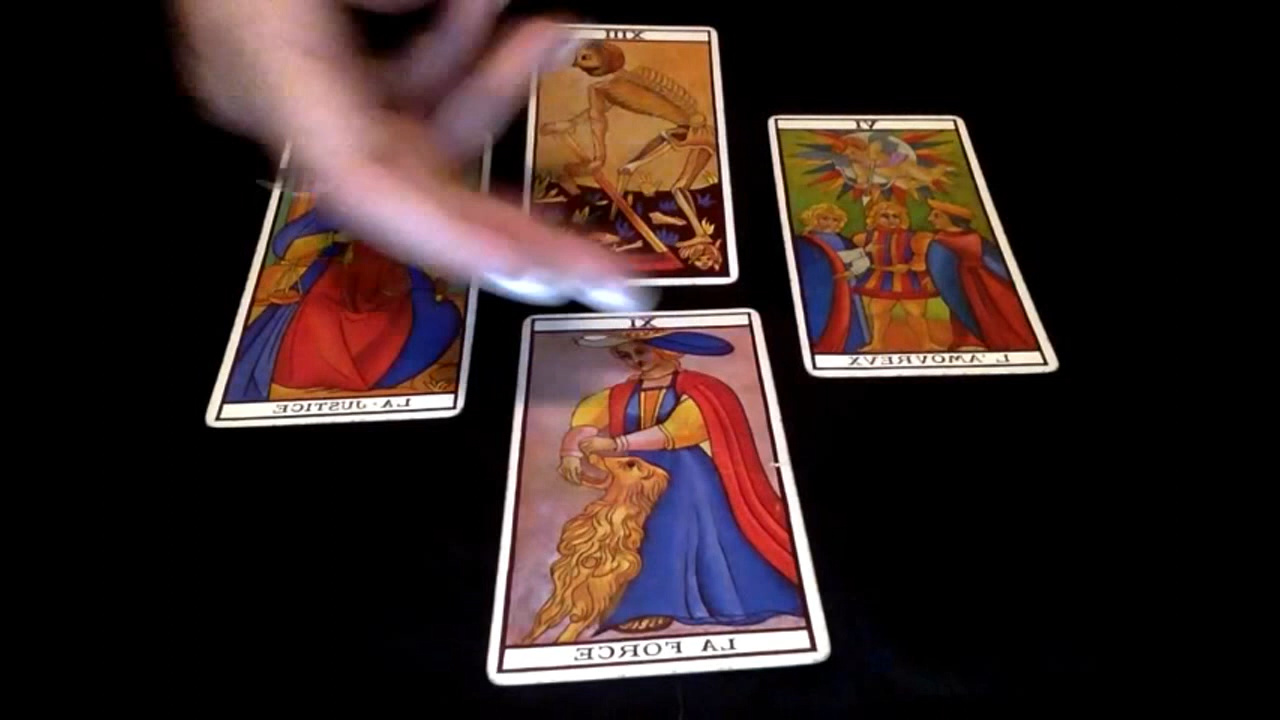 XIII
VI
L'AMOVREVX
LA·JUSTICE
XI
LA FORCE